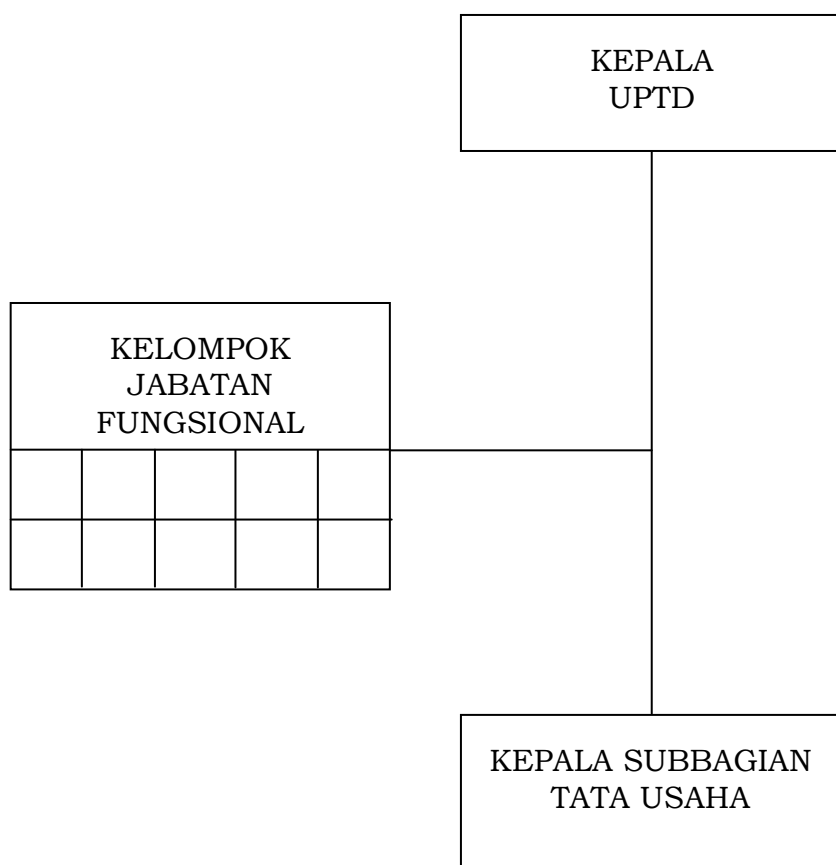 KEPALA
UPTD
KELOMPOK
JABATAN
FUNGSIONAL
KEPALA SUBBAGIAN
TATA USAHA